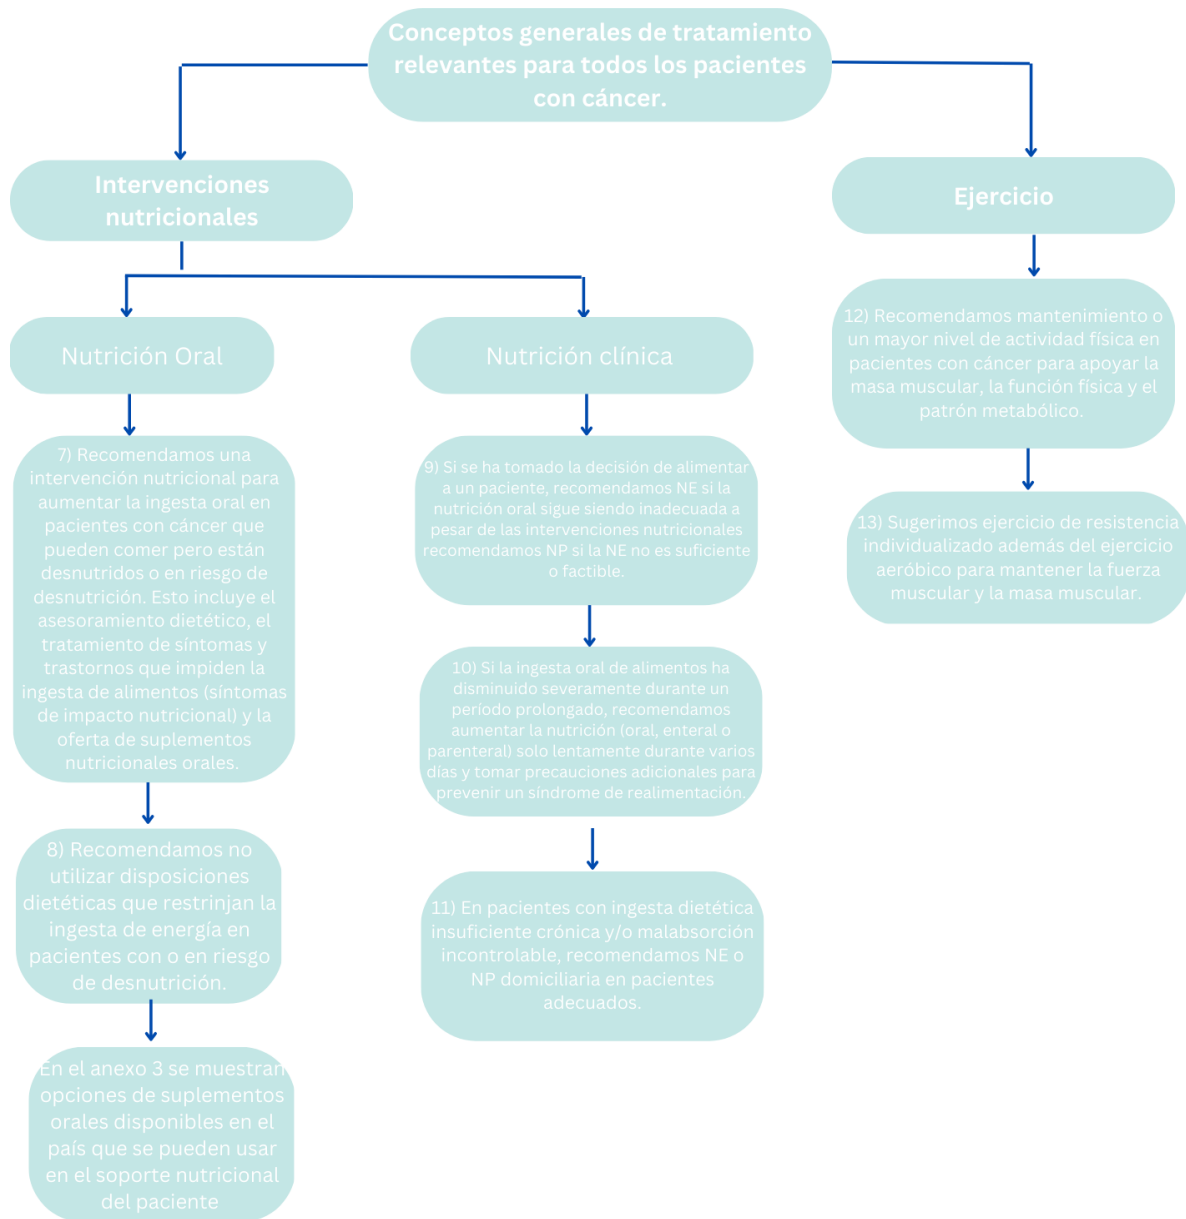 Conceptos generales de tratamiento
relevantes para todos los pacientes
con cáncer.
Intervenciones
nutricionales
Ejercicio
Nutrición Oral
Nutrición clínica
7) Recomendamos una
intervención nutricional para
aumentar la ingesta oral en
pacientes con cáncer que
pueden comer pero están
desnutridos o en riesgo de
desnutrición. Esto incluye el
asesoramiento dietético, el
tratamiento de síntomas y
trastornos que impiden la
ingesta de alimentos (síntomas
de impacto nutricional) y la
oferta de suplementos
nutricionales orales.
8) Recomendamos no
utilizar disposiciones
dietéticas que restrinjan la
ingesta de energía en
pacientes con o en riesgo
de desnutrición.
En el anexo 3 se muestran
opciones de suplementos
orales disponibles en el
país que se pueden usar
en el soporte nutricional
del paciente
9) Si se ha tomado la decisión de alimentar
a un paciente, recomendamos NE si la
nutrición oral sigue siendo inadecuada a
pesar de las intervenciones nutricionales
recomendamos NP si la NE no es suficiente
o factible.
10) Si la ingesta oral de alimentos ha
disminuido severamente durante un
período prolongado, recomendamos
aumentar la nutrición (oral, enteral o
parenteral) solo lentamente durante varios
días y tomar precauciones adicionales para
prevenir un síndrome de realimentación.
11) En pacientes con ingesta dietética
insuficiente crónica y/o malabsorción
incontrolable, recomendamos NE o
NP domiciliaria en pacientes
adecuados.
12) Recomendamos mantenimiento o
un mayor nivel de actividad física en
pacientes con cáncer para apoyar la
masa muscular, la función física y el
patrón metabólico.
13) Sugerimos ejercicio de resistencia
individualizado además del ejercicio
aeróbico para mantener la fuerza
muscular y la masa muscular.